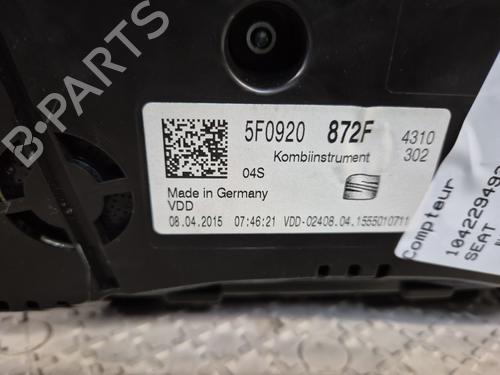 B-PARTS
5F0920 872F 4310
Kombiinstrument 302
04S
Made in Germany
VDD
08.04.2015 07:46:21 VDD-02408.04.1555010711
Compteur
SEAT